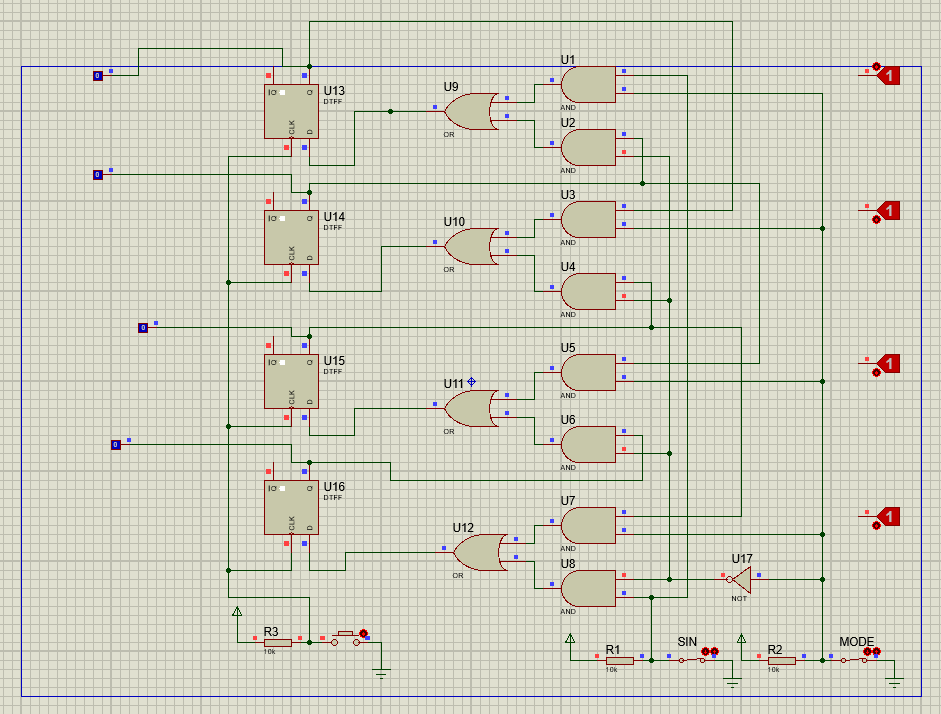 U1
0
1
U9
U13
DTFF
!Q
Q
CLK
D
AND
OR
U2
AND
0
U3
1
U14
DTFF
!Q
Q
CLK
D
U10
AND
OR
U4
AND
0
U5
1
U15
DTFF
!Q
Q
CLK
D
U11
AND
OR
U6
0
AND
U16
DTFF
!Q
Q
CLK
D
U7
1
U12
AND
OR
U8
U17
AND
NOT
R3
10k
R1
10k
SIN
R2
10k
MODE